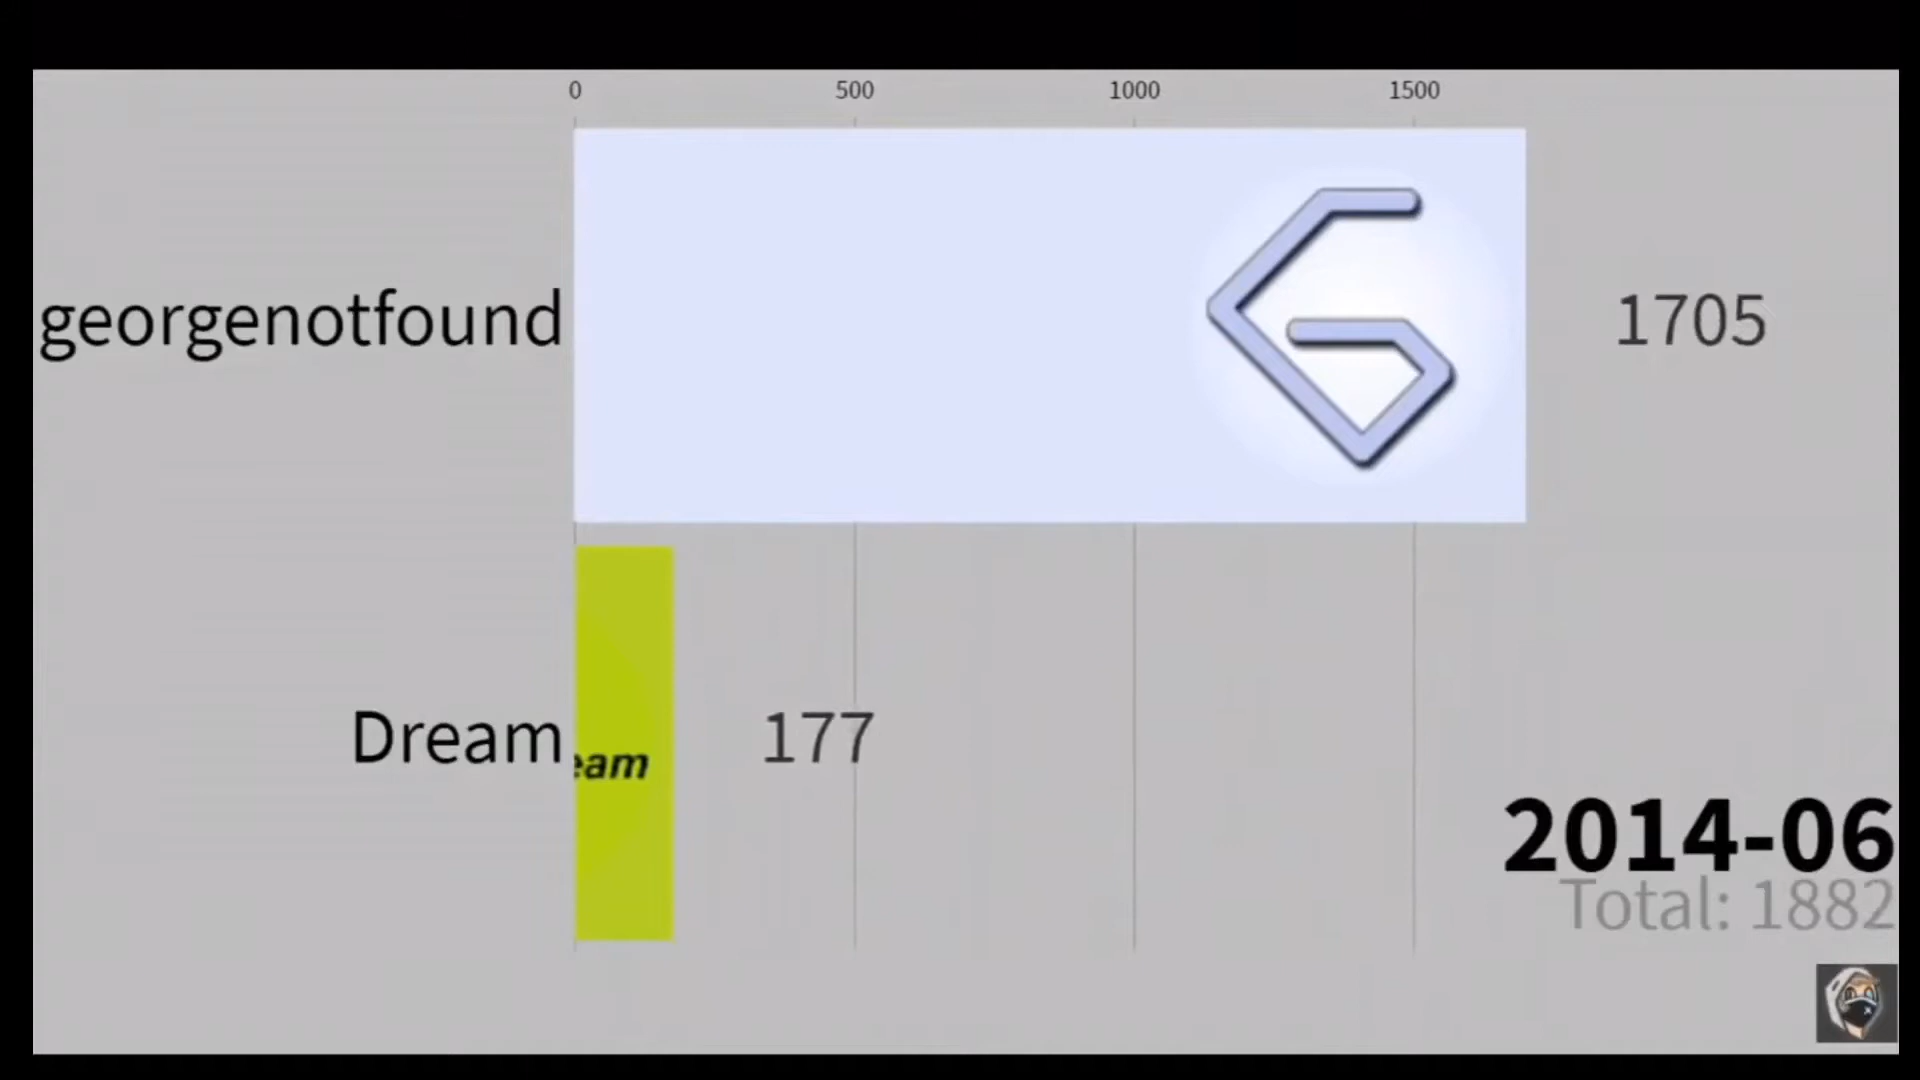 0 500 1000 1500
georgenotfound 1705
Dream eam 177
2014-06
Total: 1882